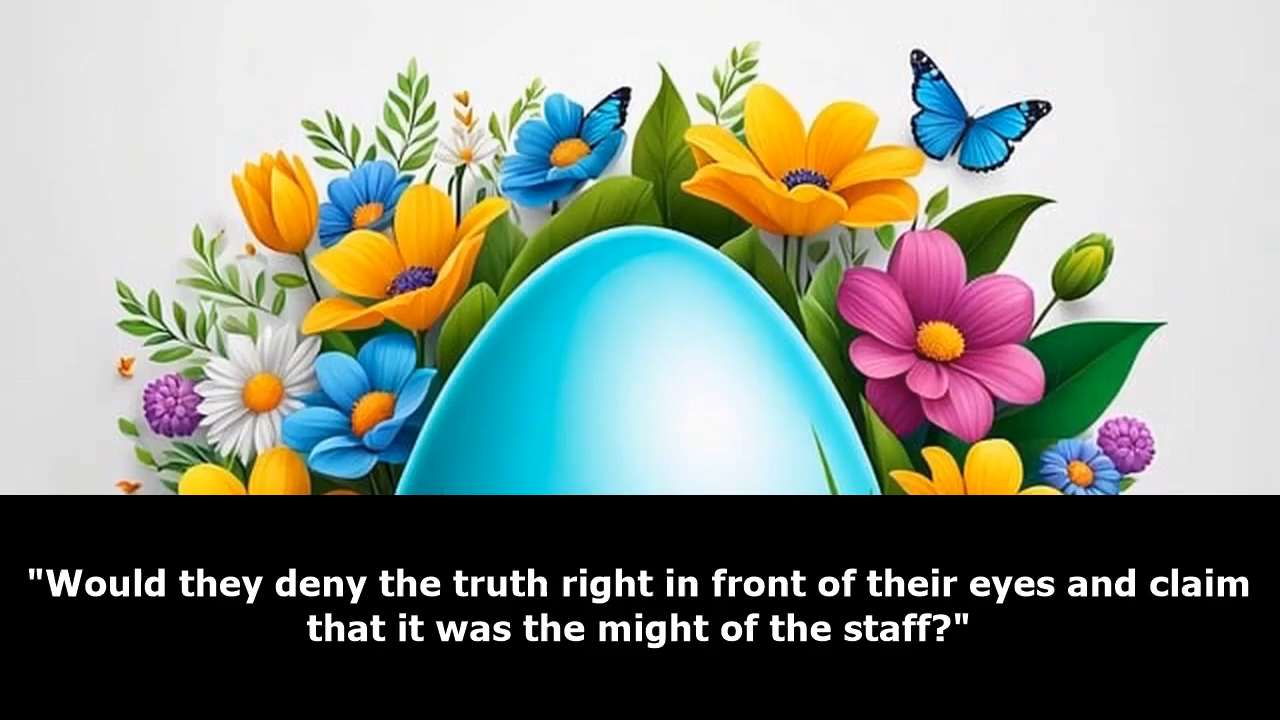 "Would they deny the truth right in front of their eyes and claim
that it was the might of the staff?"